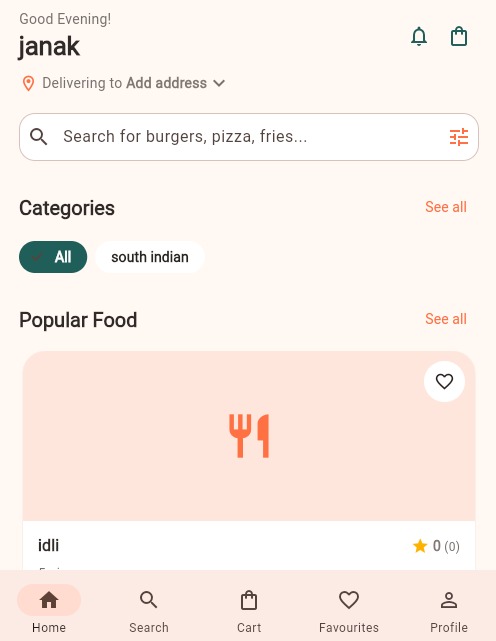 Good Evening!
janak
Delivering to Add address
Search for burgers, pizza, fries...
Categories
See all
All
south indian
Popular Food
See all
idli
0 (0)
Home
Search
Cart
Favourites
Profile